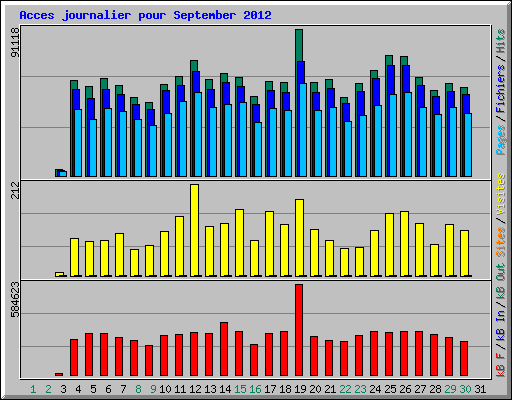 Acces journalier pour September 2012
91118
Pages / Fichiers / Hits
212
Sites / Visites
584623
kB F / kB In / kB Out
1 2 3 4 5 6 7 8 9 10 11 12 13 14 15 16 17 18 19 20 21 22 23 24 25 26 27 28 29 30 31